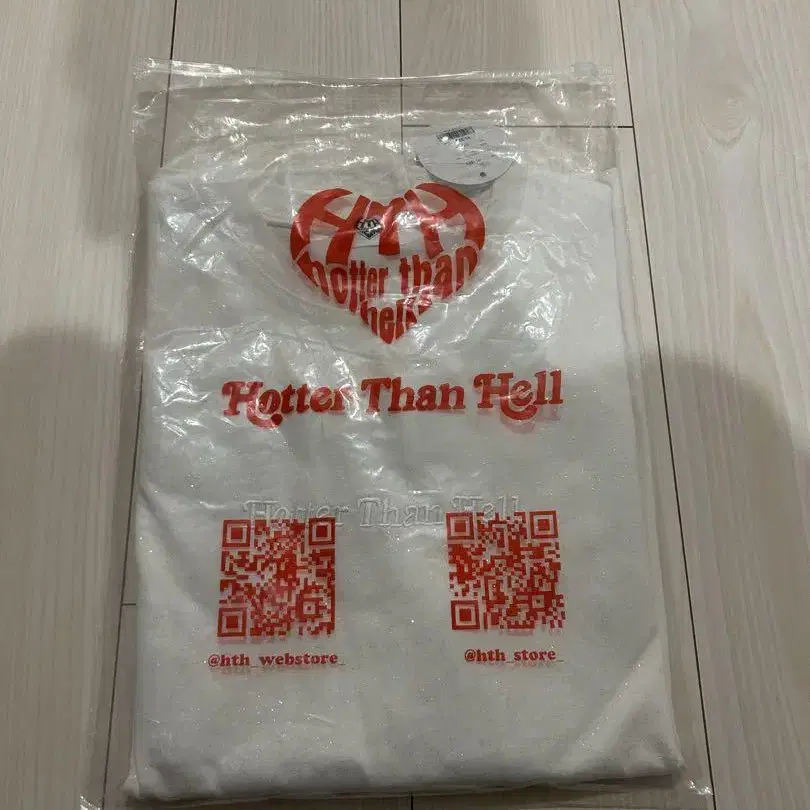 HTH
hotter than
hell
Hotter Than Hell
Hotter Than Hell
@hth_webstore_
@hth_store_